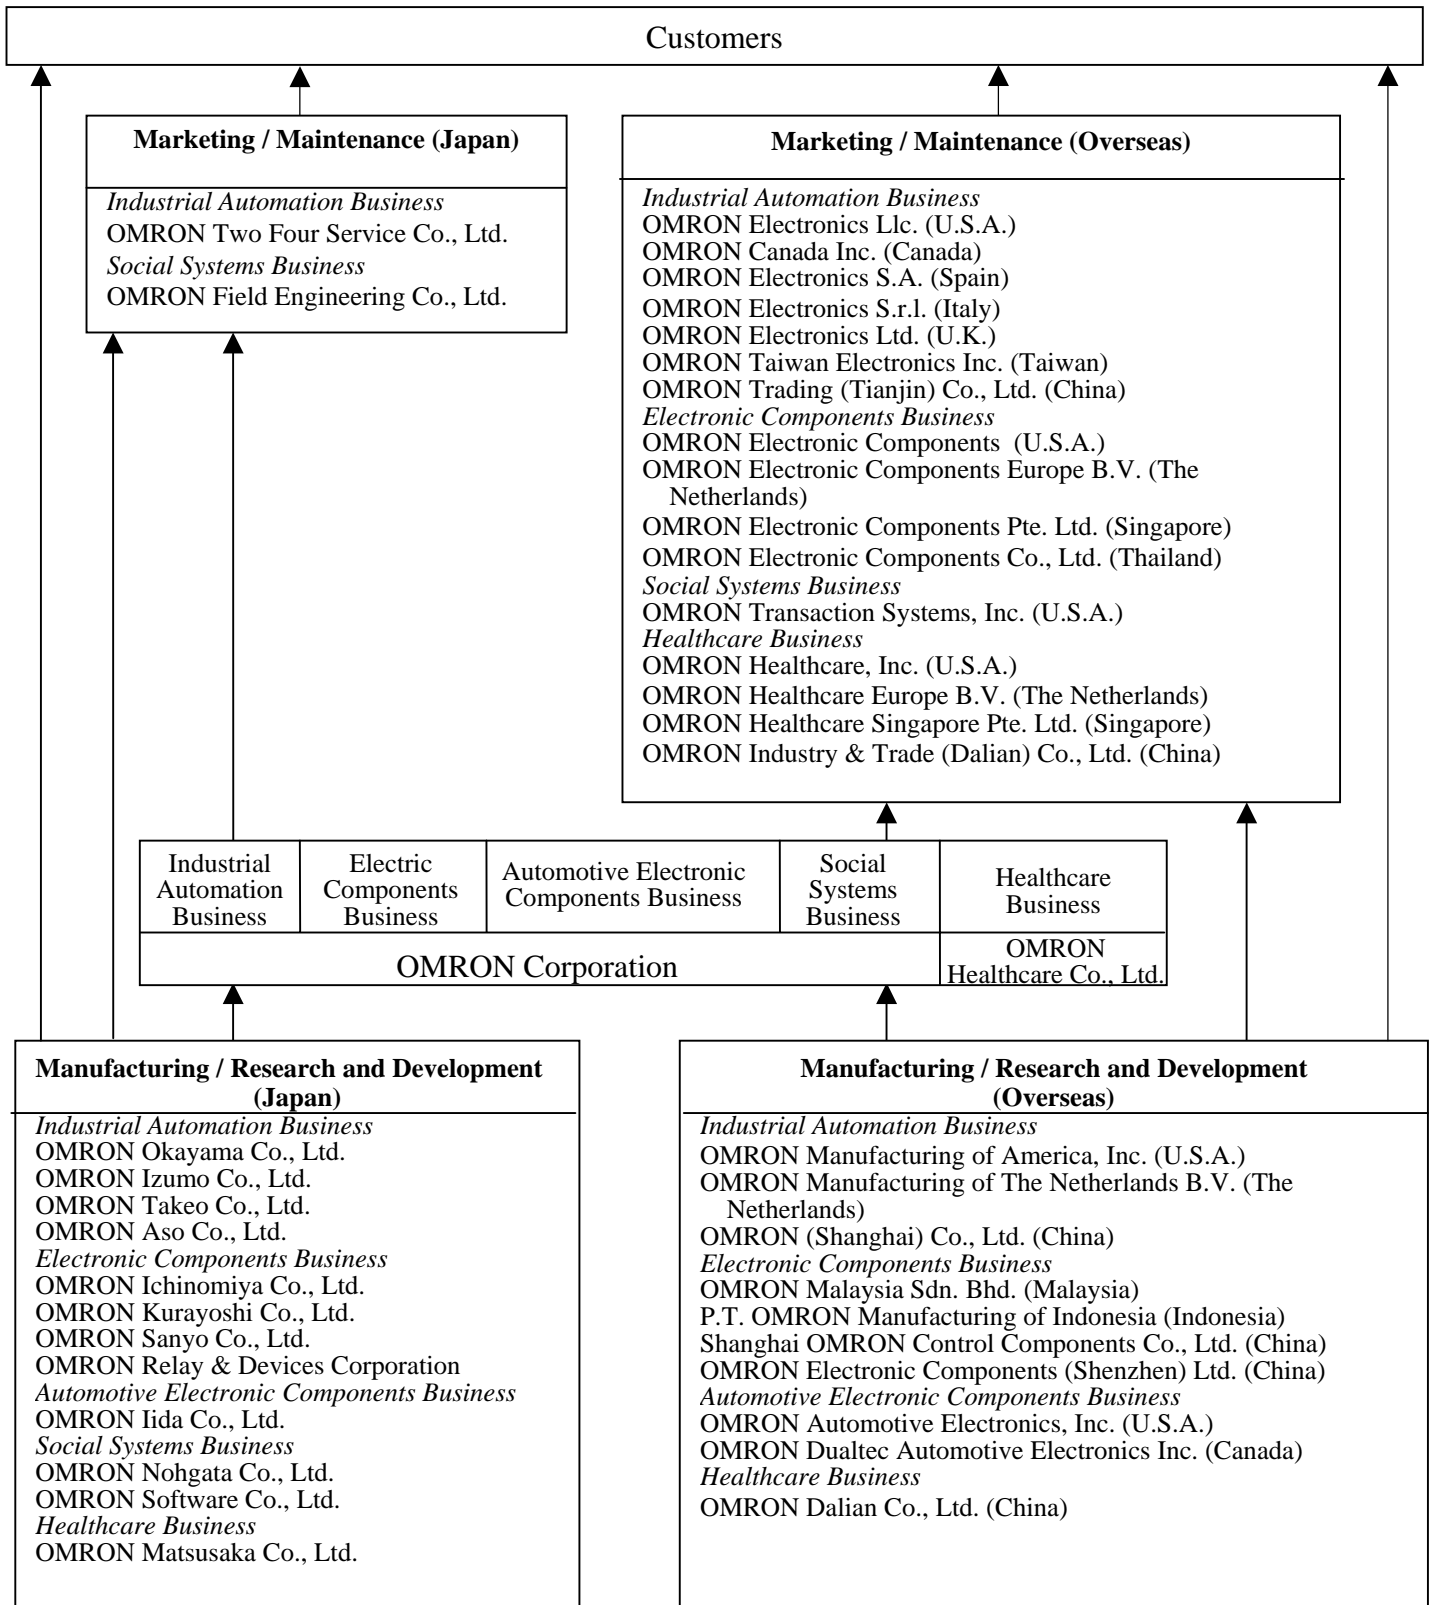 Customers
Marketing / Maintenance (Japan)
Industrial Automation Business
OMRON Two Four Service Co., Ltd.
Social Systems Business
OMRON Field Engineering Co., Ltd.
Marketing / Maintenance (Overseas)
Industrial Automation Business
OMRON Electronics Llc. (U.S.A.)
OMRON Canada Inc. (Canada)
OMRON Electronics S.A. (Spain)
OMRON Electronics S.r.l. (Italy)
OMRON Electronics Ltd. (U.K.)
OMRON Taiwan Electronics Inc. (Taiwan)
OMRON Trading (Tianjin) Co., Ltd. (China)
Electronic Components Business
OMRON Electronic Components (U.S.A.)
OMRON Electronic Components Europe B.V. (The
Netherlands)
OMRON Electronic Components Pte. Ltd. (Singapore)
OMRON Electronic Components Co., Ltd. (Thailand)
Social Systems Business
OMRON Transaction Systems, Inc. (U.S.A.)
Healthcare Business
OMRON Healthcare, Inc. (U.S.A.)
OMRON Healthcare Europe B.V. (The Netherlands)
OMRON Healthcare Singapore Pte. Ltd. (Singapore)
OMRON Industry & Trade (Dalian) Co., Ltd. (China)
Industrial
Automation
Business
Electric
Components
Business
Automotive Electronic
Components Business
Social
Systems
Business
Healthcare
Business
OMRON Corporation
OMRON
Healthcare Co., Ltd.
Manufacturing / Research and Development
(Japan)
Industrial Automation Business
OMRON Okayama Co., Ltd.
OMRON Izumo Co., Ltd.
OMRON Takeo Co., Ltd.
OMRON Aso Co., Ltd.
Electronic Components Business
OMRON Ichinomiya Co., Ltd.
OMRON Kurayoshi Co., Ltd.
OMRON Sanyo Co., Ltd.
OMRON Relay & Devices Corporation
Automotive Electronic Components Business
OMRON Iida Co., Ltd.
Social Systems Business
OMRON Nohgata Co., Ltd.
OMRON Software Co., Ltd.
Healthcare Business
OMRON Matsusaka Co., Ltd.
Manufacturing / Research and Development
(Overseas)
Industrial Automation Business
OMRON Manufacturing of America, Inc. (U.S.A.)
OMRON Manufacturing of The Netherlands B.V. (The
Netherlands)
OMRON (Shanghai) Co., Ltd. (China)
Electronic Components Business
OMRON Malaysia Sdn. Bhd. (Malaysia)
P.T. OMRON Manufacturing of Indonesia (Indonesia)
Shanghai OMRON Control Components Co., Ltd. (China)
OMRON Electronic Components (Shenzhen) Ltd. (China)
Automotive Electronic Components Business
OMRON Automotive Electronics, Inc. (U.S.A.)
OMRON Dualtec Automotive Electronics Inc. (Canada)
Healthcare Business
OMRON Dalian Co., Ltd. (China)